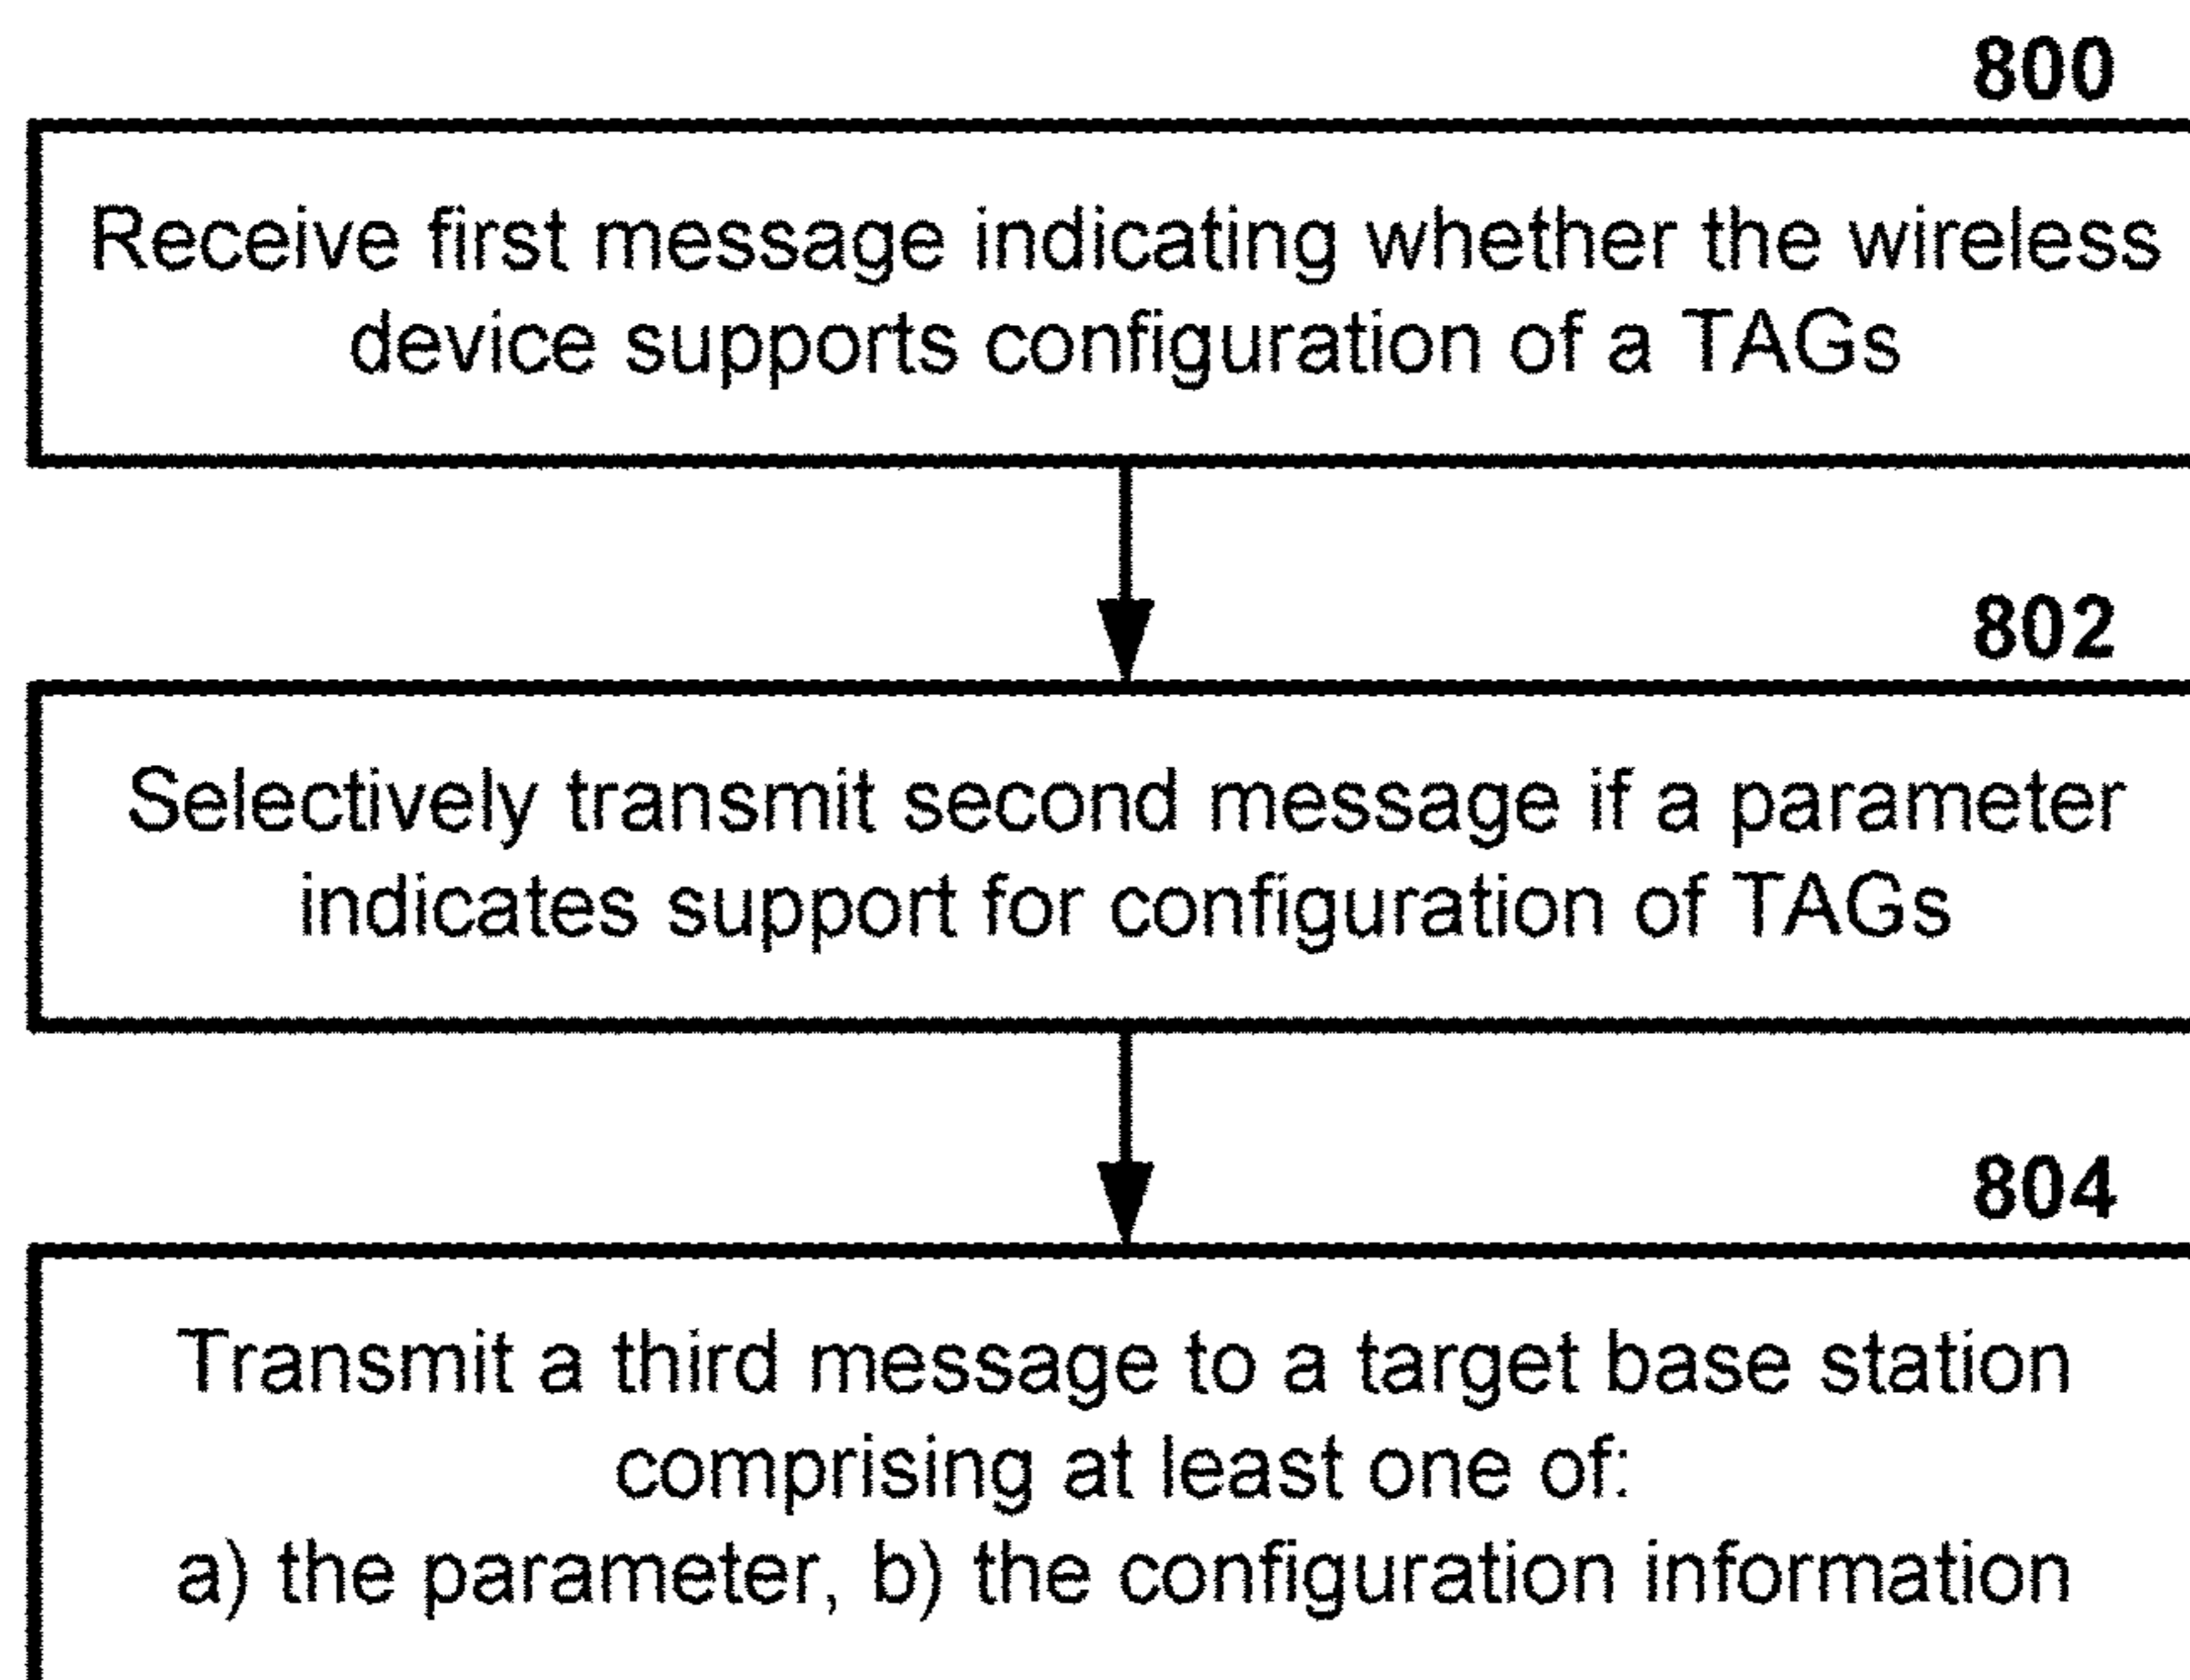 800
Receive first message indicating whether the wireless
device supports configuration of a TAGs
802
Selectively transmit second message if a parameter
indicates support for configuration of TAGs
804
Transmit a third message to a target base station
comprising at least one of:
a) the parameter, b) the configuration information